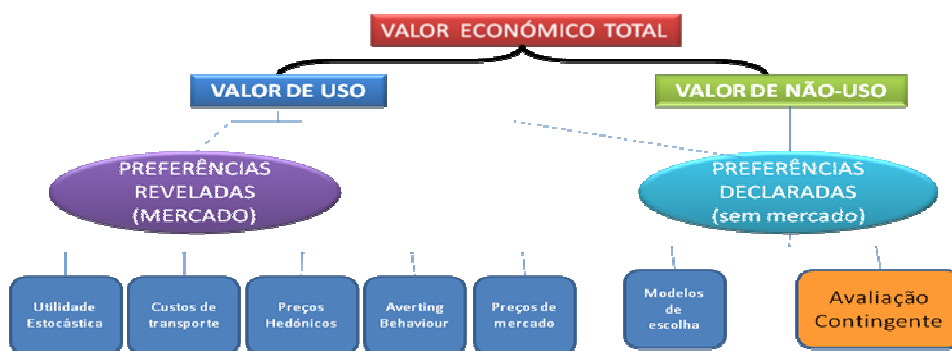 VALOR ECONÓMICO TOTAL
VALOR DE USO
VALOR DE NÃO-USO
PREFERÊNCIAS
REVELADAS
(MERCADO)
PREFERÊNCIAS
DECLARADAS
(sem mercado)
Utilidade
Estocástica
Custos de
transporte
Preços
Hedónicos
Averting
Behaviour
Preços de
mercado
Modelos
de
escolha
Avaliação
Contingente